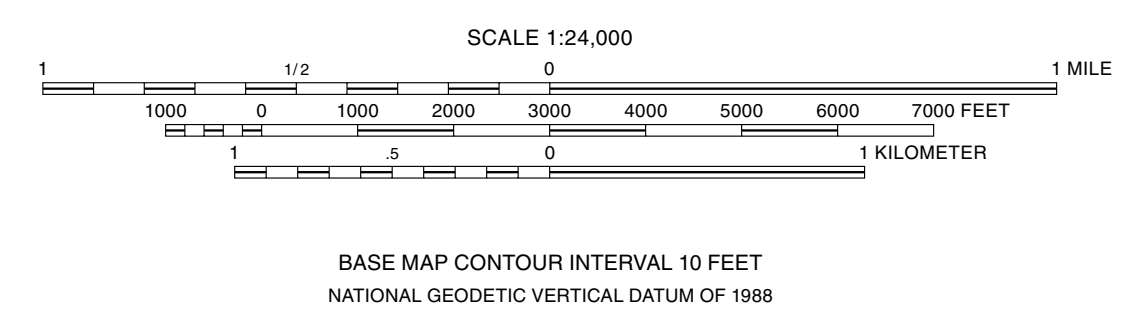 SCALE 1:24,000
1 1/2 0 1 MILE
1000 0 1000 2000 3000 4000 5000 6000 7000 FEET
1 .5 0 1 KILOMETER
BASE MAP CONTOUR INTERVAL 10 FEET
NATIONAL GEODETIC VERTICAL DATUM OF 1988